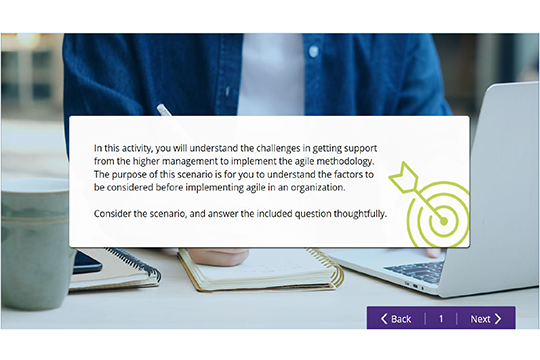 In this activity, you will understand the challenges in getting support
from the higher management to implement the agile methodology.
The purpose of this scenario is for you to understand the factors to
be considered before implementing agile in an organization.
Consider the scenario, and answer the included question thoughtfully.
Back | 1 | Next